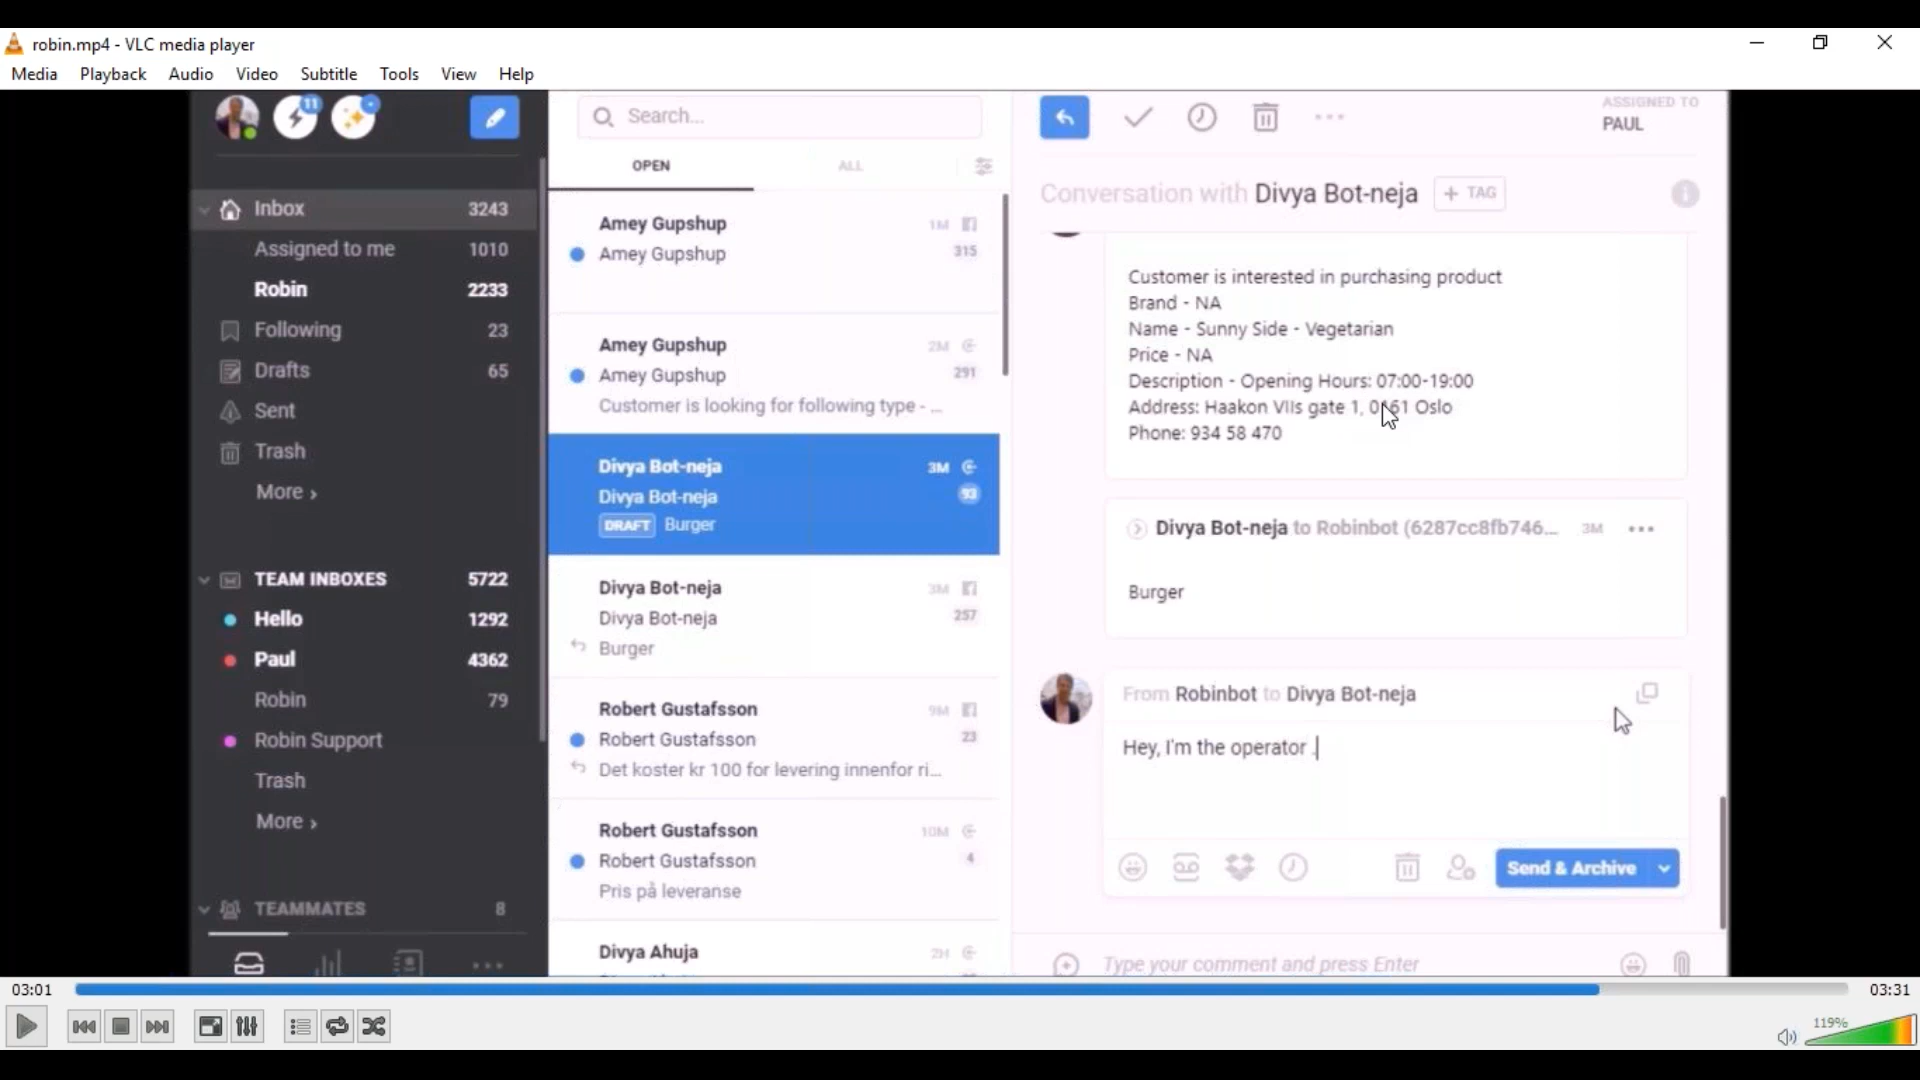 robin.mp4 - VLC media player
Media Playback Audio Video Subtitle Tools View Help
11
Inbox 3243
Assigned to me 1010
Robin 2233
Following 23
Drafts 65
Sent
Trash
More ›
TEAM INBOXES 5722
Hello 1292
Paul 4362
Robin 79
Robin Support
Trash
More ›
TEAMMATES 8
Search...
OPEN ALL
Amey Gupshup 1M
Amey Gupshup 315
Amey Gupshup 2M
Amey Gupshup 291
Customer is looking for following type - ...
Divya Bot-neja 3M
Divya Bot-neja 93
DRAFT Burger
Divya Bot-neja 3M
Divya Bot-neja 257
Burger
Robert Gustafsson 9M
Robert Gustafsson 23
Det koster kr 100 for levering innenfor ri...
Robert Gustafsson 10M
Robert Gustafsson 4
Pris på leveranse
Divya Ahuja 2H
ASSIGNED TO
PAUL
Conversation with Divya Bot-neja + TAG
Customer is interested in purchasing product
Brand - NA
Name - Sunny Side - Vegetarian
Price - NA
Description - Opening Hours: 07:00-19:00
Address: Haakon VIIs gate 1, 0161 Oslo
Phone: 934 58 470
Divya Bot-neja to Robinbot (6287cc8fb746... 3M
Burger
From Robinbot to Divya Bot-neja
Hey, I'm the operator .
Send & Archive
Type your comment and press Enter
03:01 03:31
119%